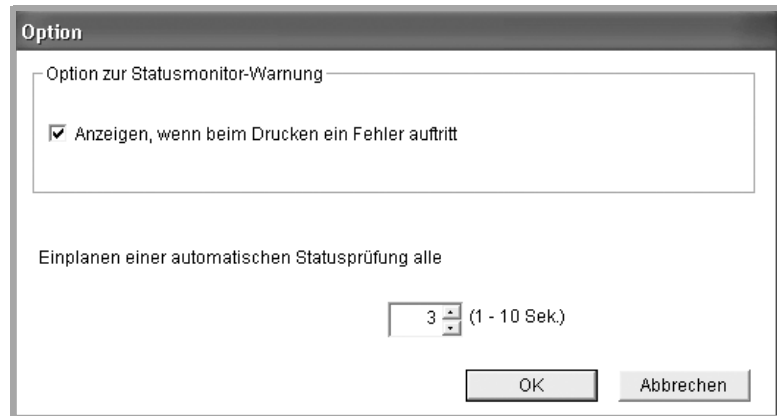 Option
Option zur Statusmonitor-Warnung
Anzeigen, wenn beim Drucken ein Fehler auftritt
Einplanen einer automatischen Statusprüfung alle
3 (1 - 10 Sek.)
OK Abbrechen